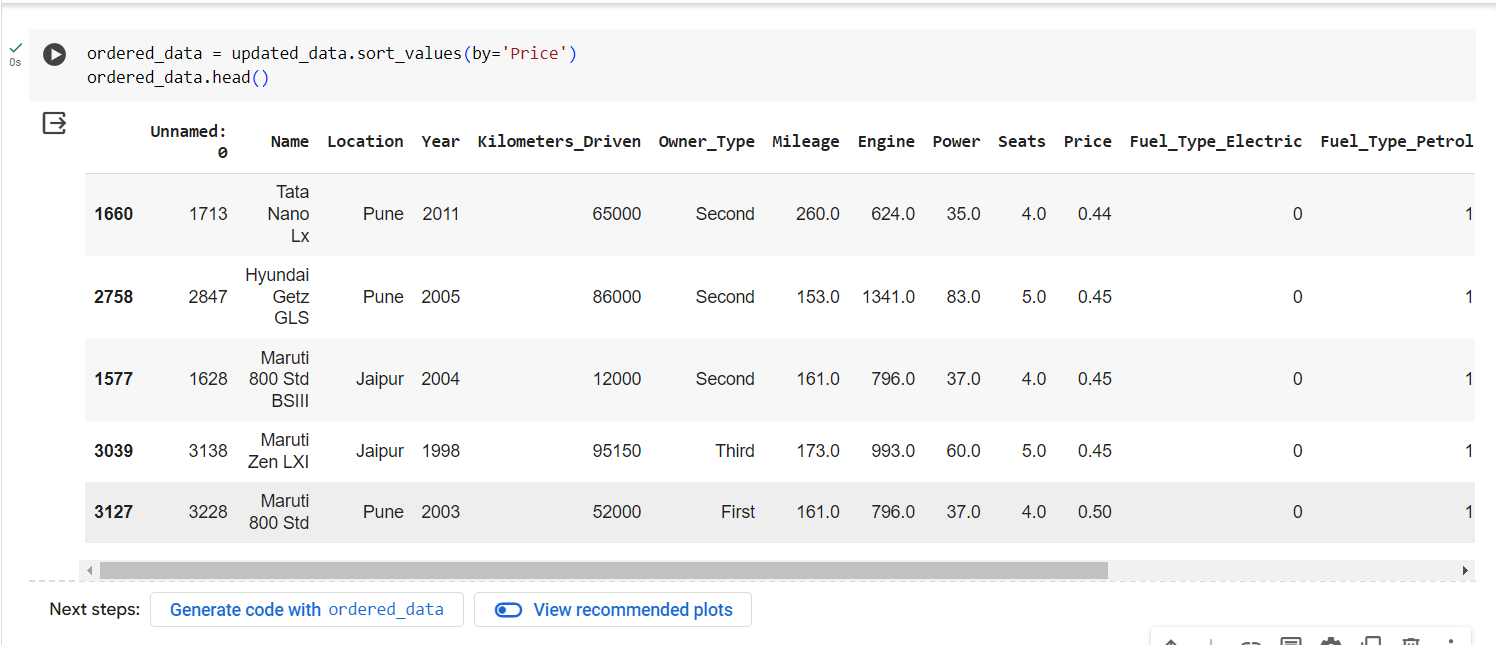 0s
ordered_data = updated_data.sort_values(by='Price')
ordered_data.head()
Unnamed: 0 Name Location Year Kilometers_Driven Owner_Type Mileage Engine Power Seats Price Fuel_Type_Electric Fuel_Type_Petrol
1660 1713 Tata Nano Lx Pune 2011 65000 Second 260.0 624.0 35.0 4.0 0.44 0 1
2758 2847 Hyundai Getz GLS Pune 2005 86000 Second 153.0 1341.0 83.0 5.0 0.45 0 1
1577 1628 Maruti 800 Std BSIII Jaipur 2004 12000 Second 161.0 796.0 37.0 4.0 0.45 0 1
3039 3138 Maruti Zen LXI Jaipur 1998 95150 Third 173.0 993.0 60.0 5.0 0.45 0 1
3127 3228 Maruti 800 Std Pune 2003 52000 First 161.0 796.0 37.0 4.0 0.50 0 1
Next steps: Generate code with ordered_data View recommended plots